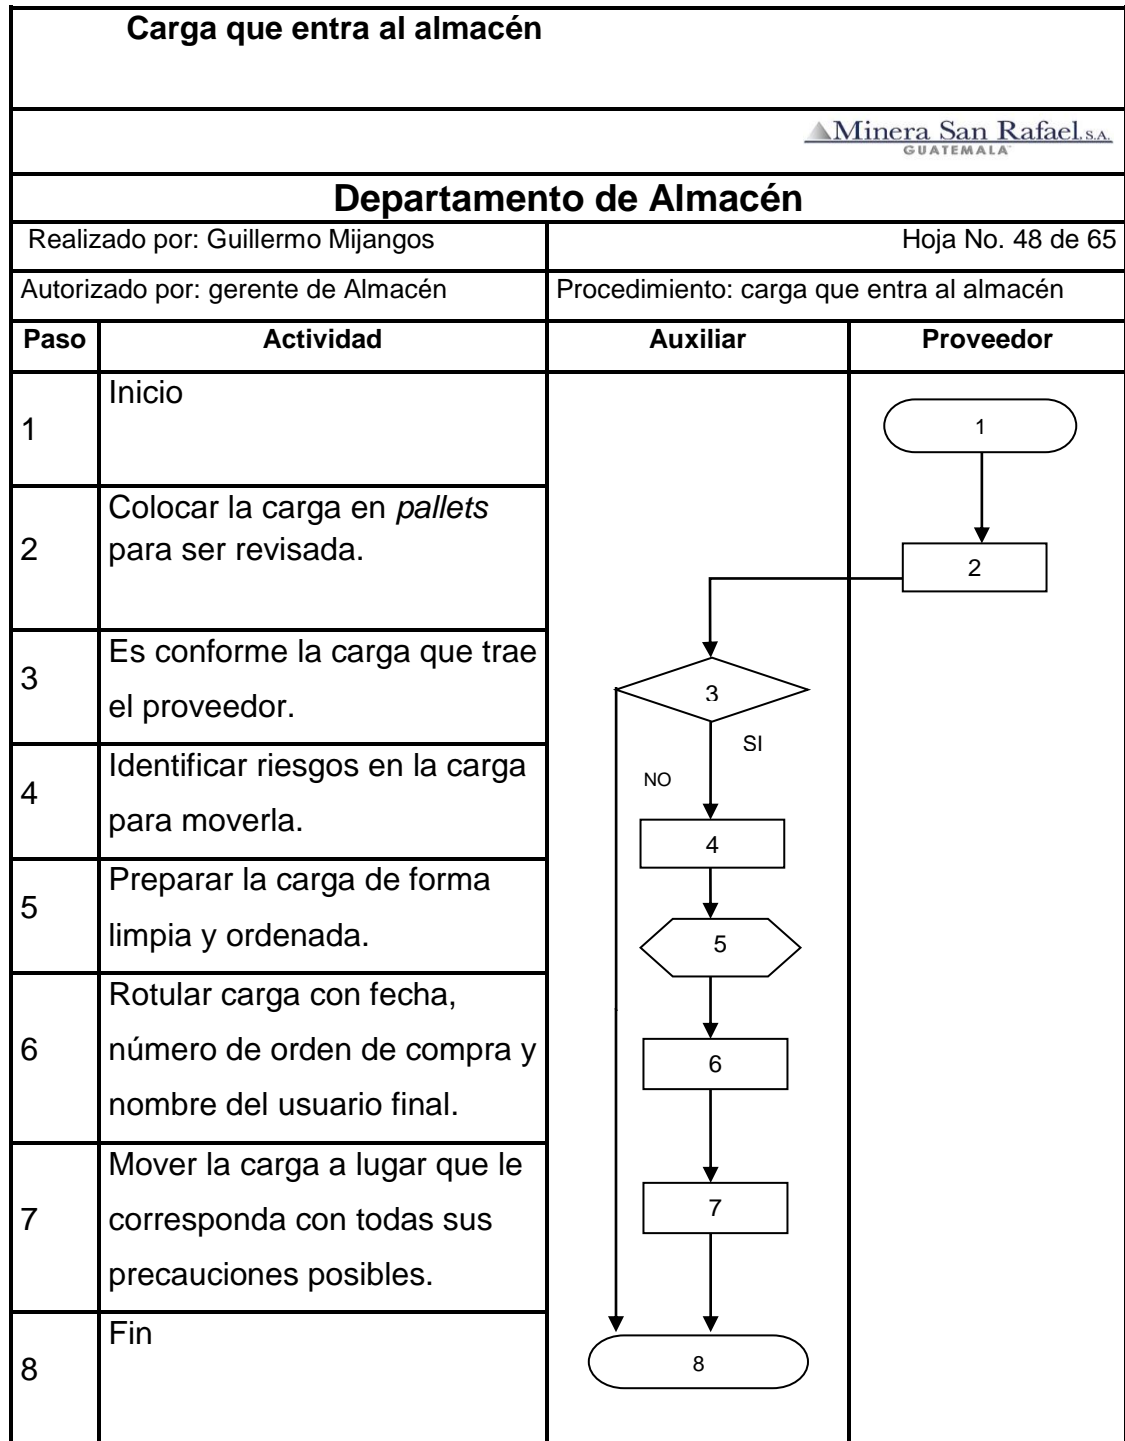 Carga que entra al almacén
Minera San Rafael, S.A.
GUATEMALA
Departamento de Almacén
Realizado por: Guillermo Mijangos
Hoja No. 48 de 65
Autorizado por: gerente de Almacén
Procedimiento: carga que entra al almacén
Paso
Actividad
Auxiliar
Proveedor
1
Inicio
1
2
Colocar la carga en pallets
para ser revisada.
2
3
Es conforme la carga que trae
el proveedor.
3
SI
NO
4
Identificar riesgos en la carga
para moverla.
4
5
Preparar la carga de forma
limpia y ordenada.
5
6
Rotular carga con fecha,
número de orden de compra y
nombre del usuario final.
6
7
Mover la carga a lugar que le
corresponda con todas sus
precauciones posibles.
7
8
Fin
8